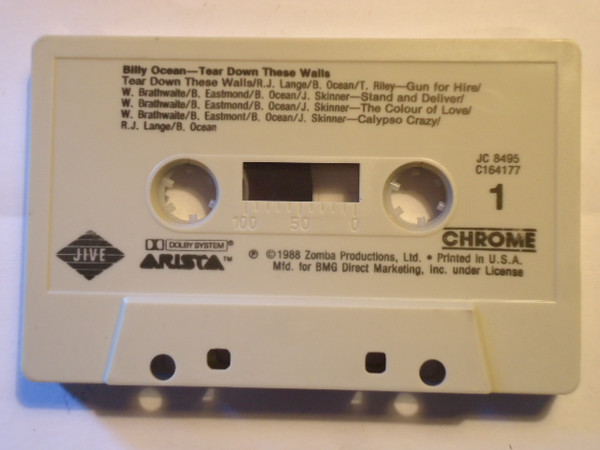 Billy Ocean—Tear Down These Walls
Tear Down These Walls/R.J. Lange/B. Ocean/T. Riley—Gun for Hire/
W. Brathwaite/B. Eastmond/B. Ocean/J. Skinner—Stand and Deliver/
W. Brathwaite/B. Eastmond/B. Ocean/J. Skinner—The Colour of Love/
W. Brathwaite/B. Eastmont/B. Ocean/J. Skinner—Calypso Crazy/
R.J. Lange/B. Ocean
JC 8495
C164177
1
100 50 0
CHROME
JIVE
DOLBY SYSTEM®
ARISTA™
℗ ©1988 Zomba Productions, Ltd. • Printed in U.S.A.
Mfd. for BMG Direct Marketing, Inc. under License